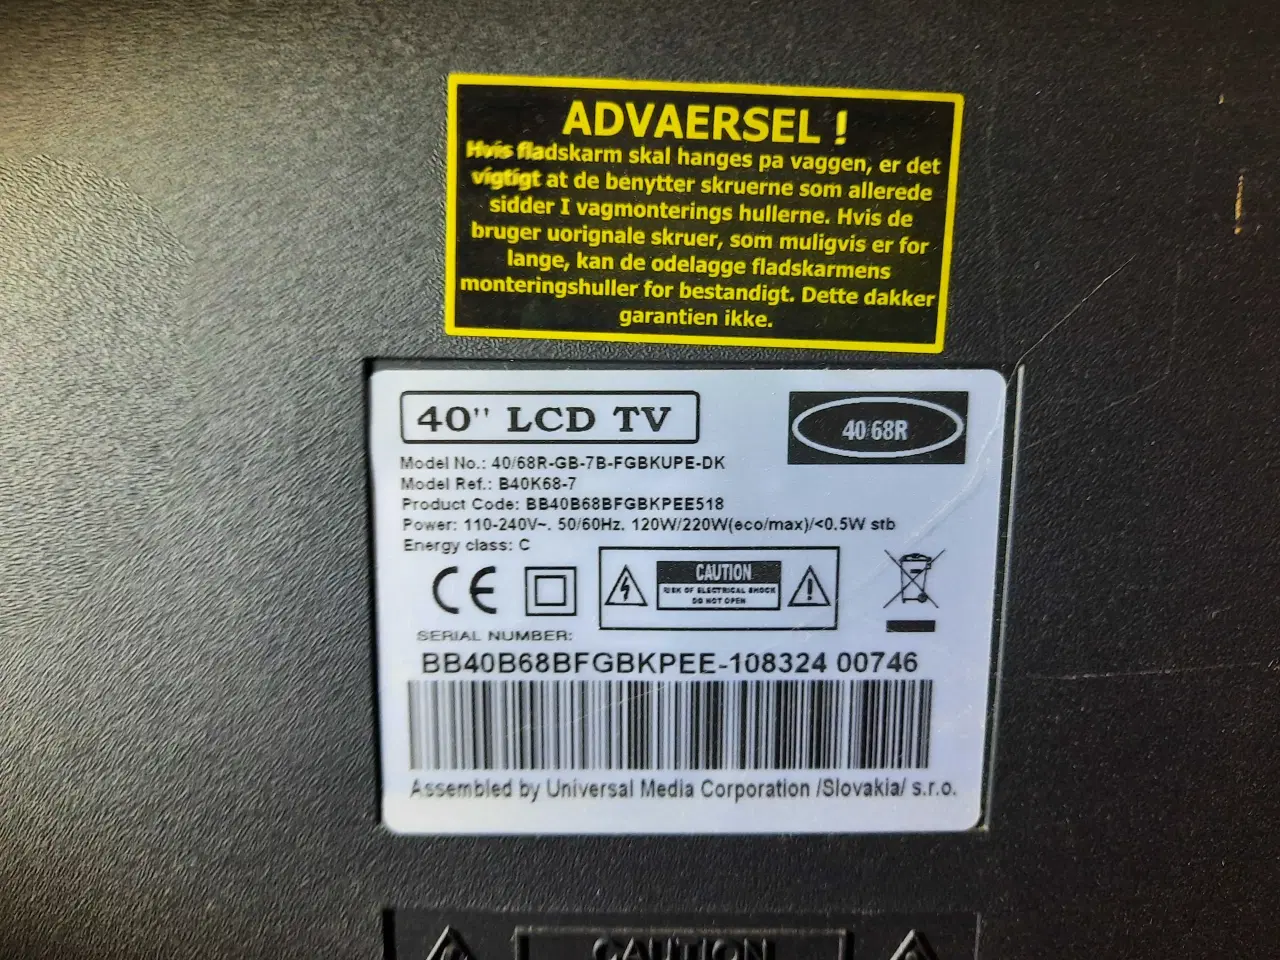 ADVAERSEL !
Hvis fladskarm skal hanges pa vaggen, er det
vigtigt at de benytter skruerne som allerede
sidder I vagmonterings hullerne. Hvis de
bruger uorignale skruer, som muligvis er for
lange, kan de odelagge fladskarmens
monteringshuller for bestandigt. Dette dakker
garantien ikke.
40" LCD TV
40/68R
Model No.: 40/68R-GB-7B-FGBKUPE-DK
Model Ref.: B40K68-7
Product Code: BB40B68BFGBKPEE518
Power: 110-240V~. 50/60Hz. 120W/220W(eco/max)/<0.5W stb
Energy class: C
CE
CAUTION
RISK OF ELECTRICAL SHOCK
DO NOT OPEN
SERIAL NUMBER:
BB40B68BFGBKPEE-108324 00746
Assembled by Universal Media Corporation /Slovakia/ s.r.o.
CAUTION